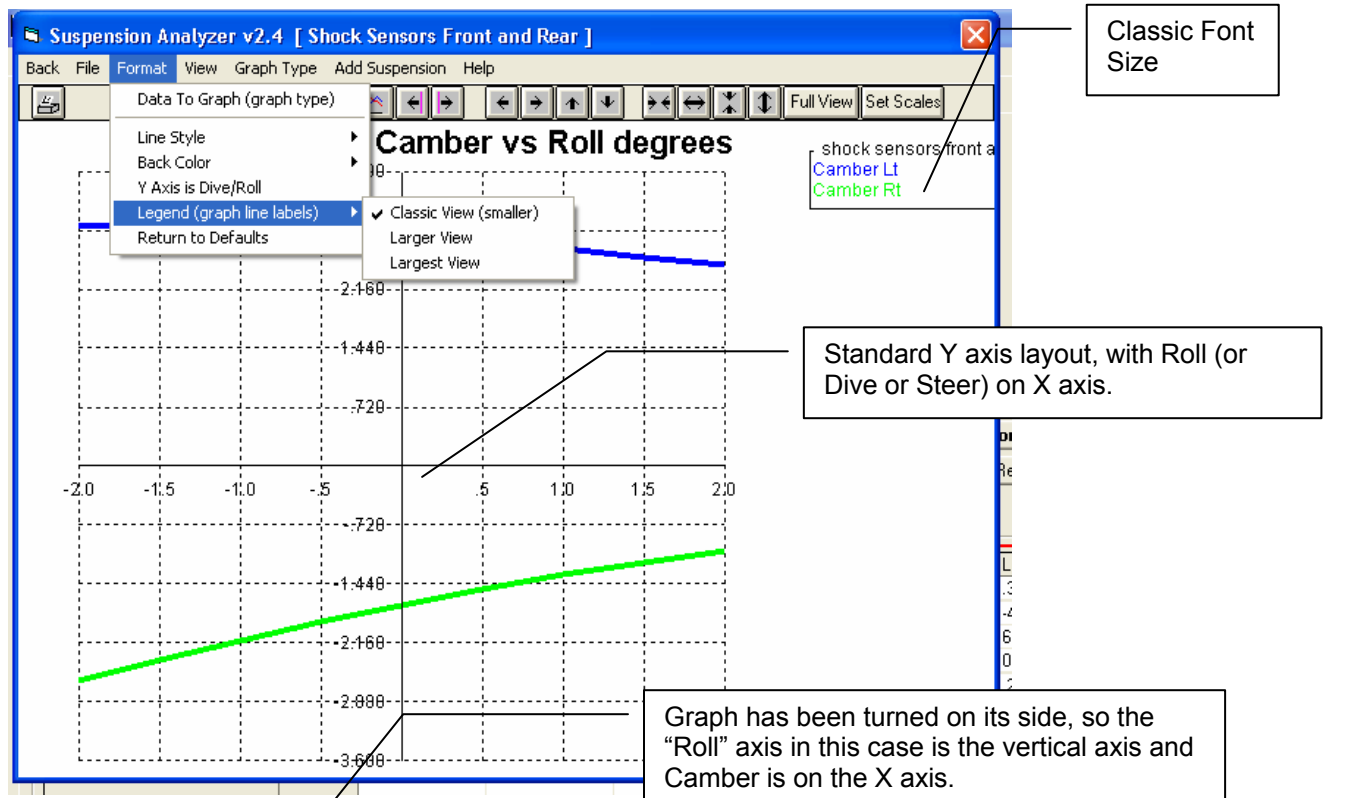 Suspension Analyzer v2.4 [ Shock Sensors Front and Rear ]
Classic Font
Size
Back File Format View Graph Type Add Suspension Help
Data To Graph (graph type)
Full View Set Scales
Line Style
Back Color
Y Axis is Dive/Roll
Legend (graph line labels)
Return to Defaults
Classic View (smaller)
Larger View
Largest View
Camber vs Roll degrees
shock sensors front a
Camber Lt
Camber Rt
2.160
1.440
.720
-2.0 -1.5 -1.0 -.5 .5 1.0 1.5 2.0
-.720
-1.440
-2.160
-2.880
-3.600
Standard Y axis layout, with Roll (or
Dive or Steer) on X axis.
Graph has been turned on its side, so the
“Roll” axis in this case is the vertical axis and
Camber is on the X axis.